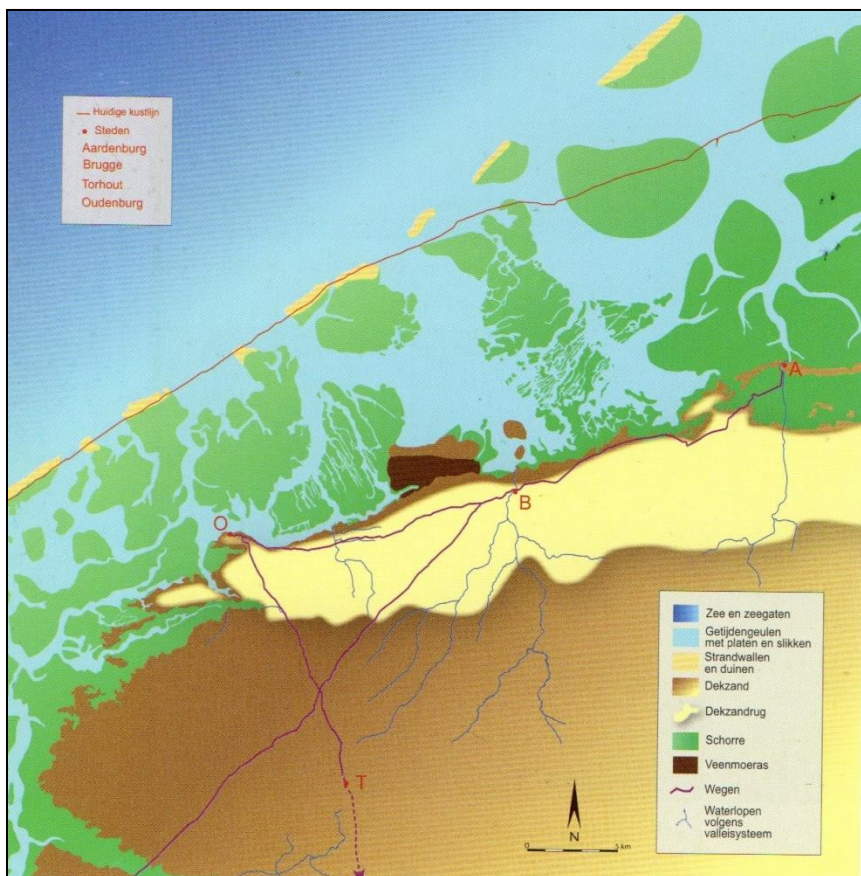 Huidige kustlijn
Steden
Aardenburg
Brugge
Torhout
Oudenburg
A
B
O
T
Zee en zeegaten
Getijdengeulen
met platen en slikken
Strandwallen
en duinen
Dekzand
Dekzandrug
Schorre
Veenmoeras
Wegen
Waterlopen
volgens
valleisysteem
N
0 5 km